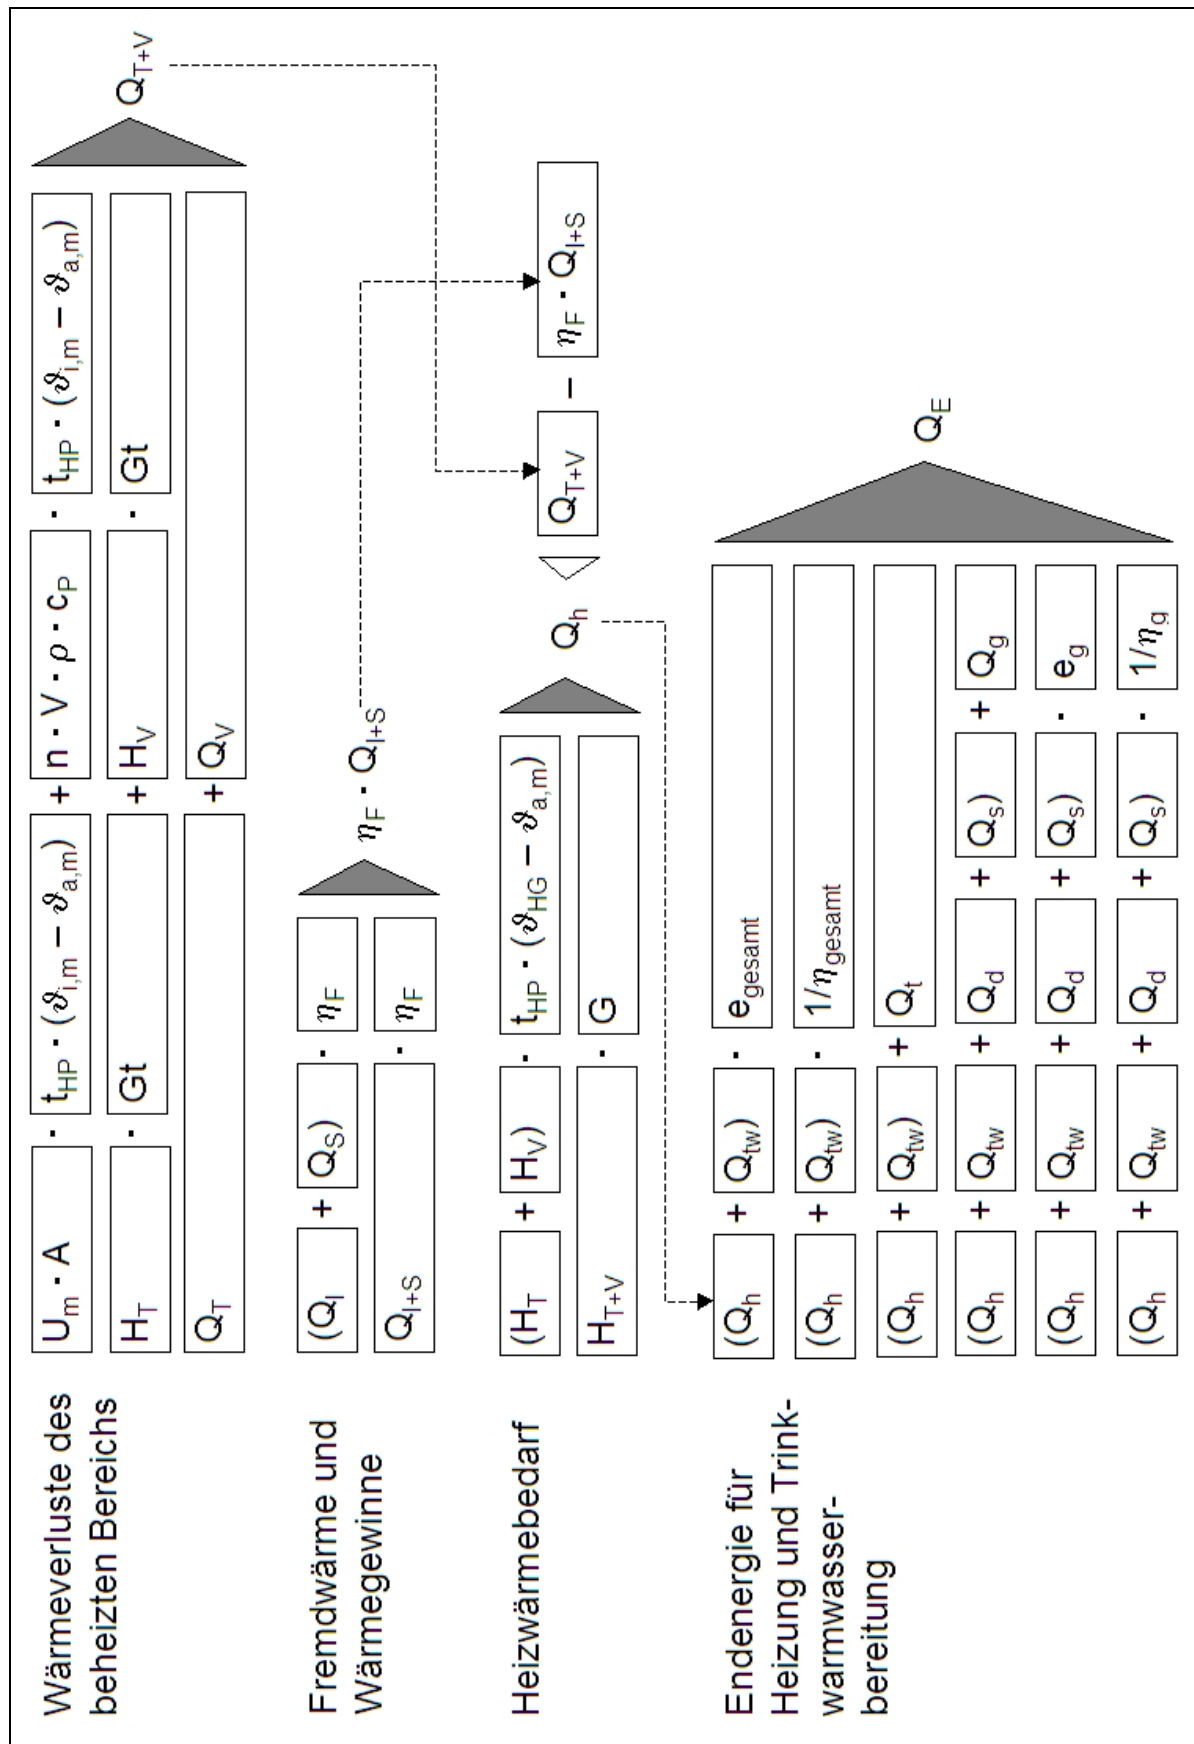 Wärmeverluste des
beheizten Bereichs
U_m · A · t_HP · (ϑ_i,m − ϑ_a,m) + n · V · ρ · c_P · t_HP · (ϑ_i,m − ϑ_a,m)
H_T · Gt + H_V · Gt
Q_T + Q_V
Q_T+V
Fremdwärme und
Wärmegewinne
(Q_I + Q_S) · η_F
Q_I+S · η_F
η_F · Q_I+S
Heizwärmebedarf
(H_T + H_V) · t_HP · (ϑ_HG − ϑ_a,m)
H_T+V · G
Q_h
Q_T+V − η_F · Q_I+S
Endenergie für
Heizung und Trink-
warmwasser-
bereitung
(Q_h + Q_tw) · e_gesamt
(Q_h + Q_tw) · 1/η_gesamt
(Q_h + Q_tw) + Q_t
(Q_h + Q_tw + Q_d + Q_s) + Q_g
(Q_h + Q_tw + Q_d + Q_s) · e_g
(Q_h + Q_tw + Q_d + Q_s) · 1/η_g
Q_E